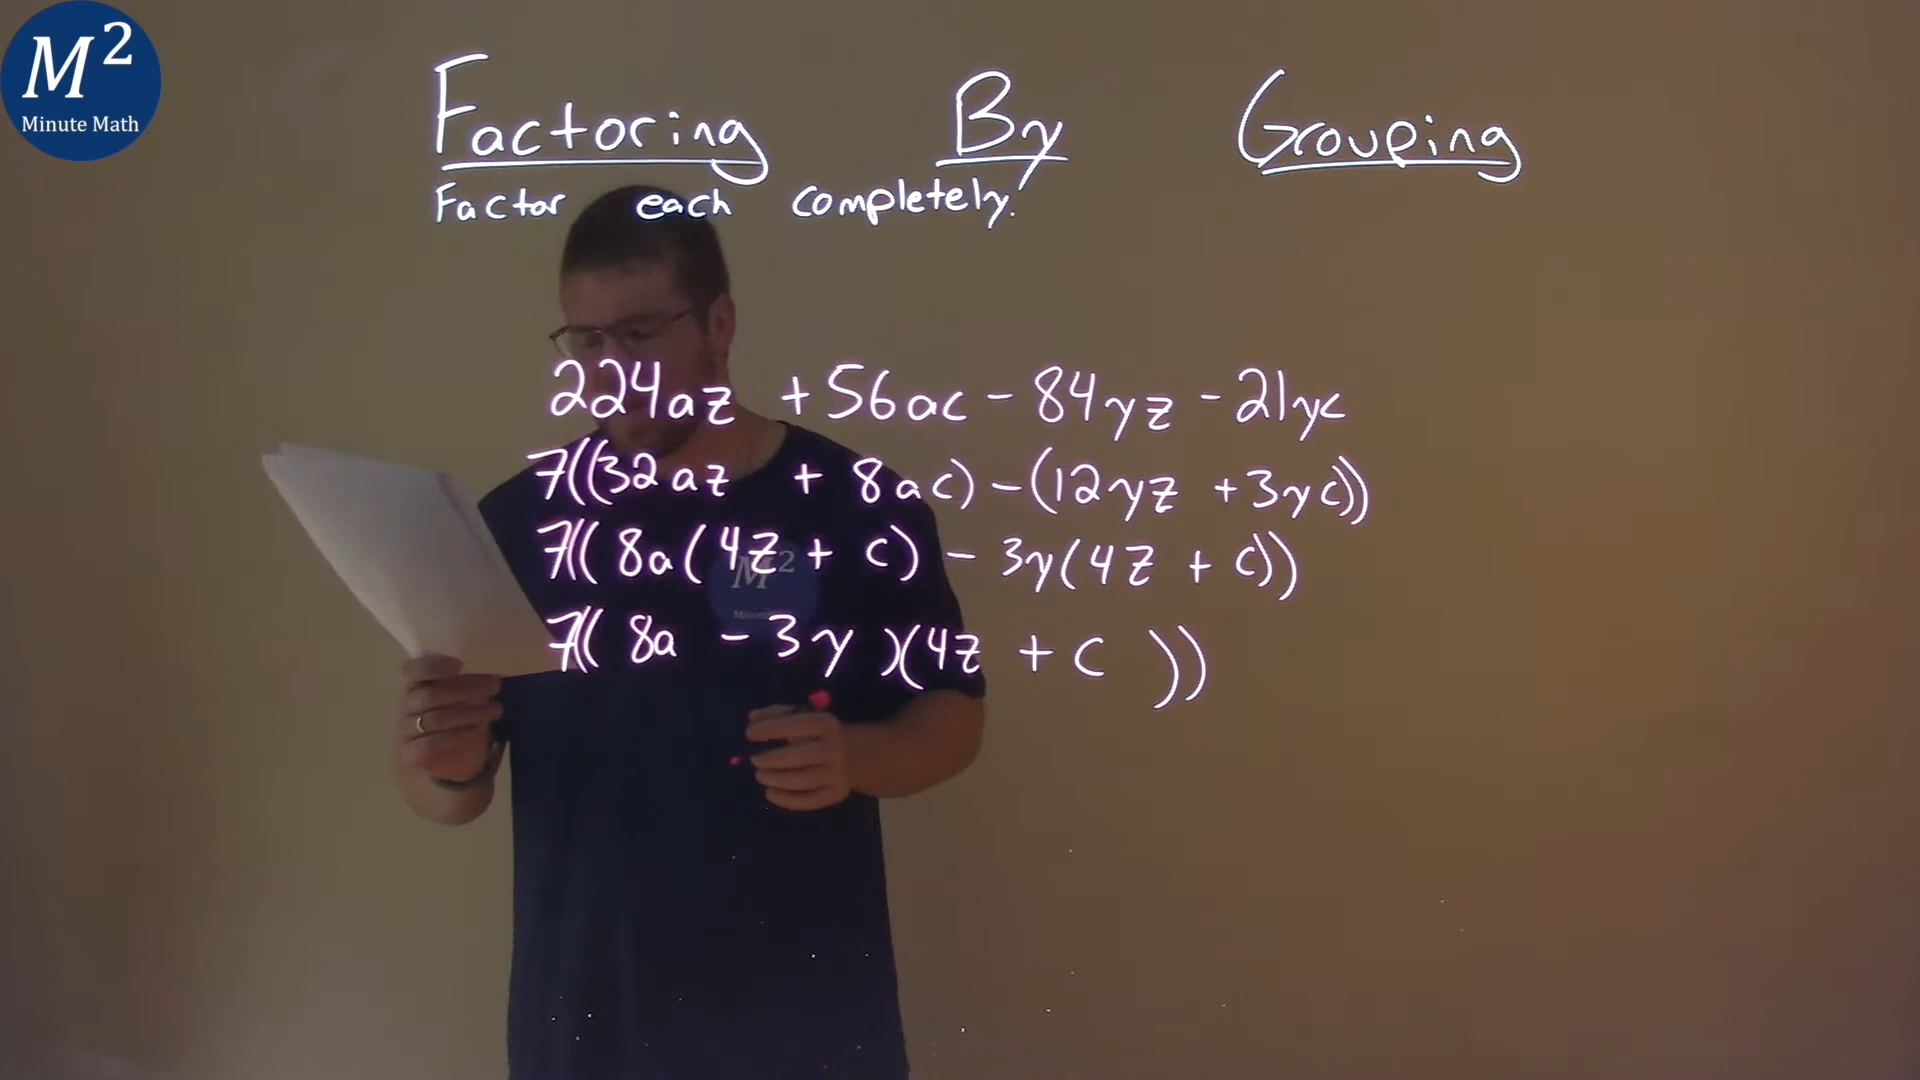 M²
Minute Math
Factoring By Grouping
Factor each completely.
224az + 56ac - 84yz - 21yc
7((32az + 8ac) - (12yz + 3yc))
7((8a(4z + c) - 3y(4z + c))
7((8a - 3y)(4z + c))
M²